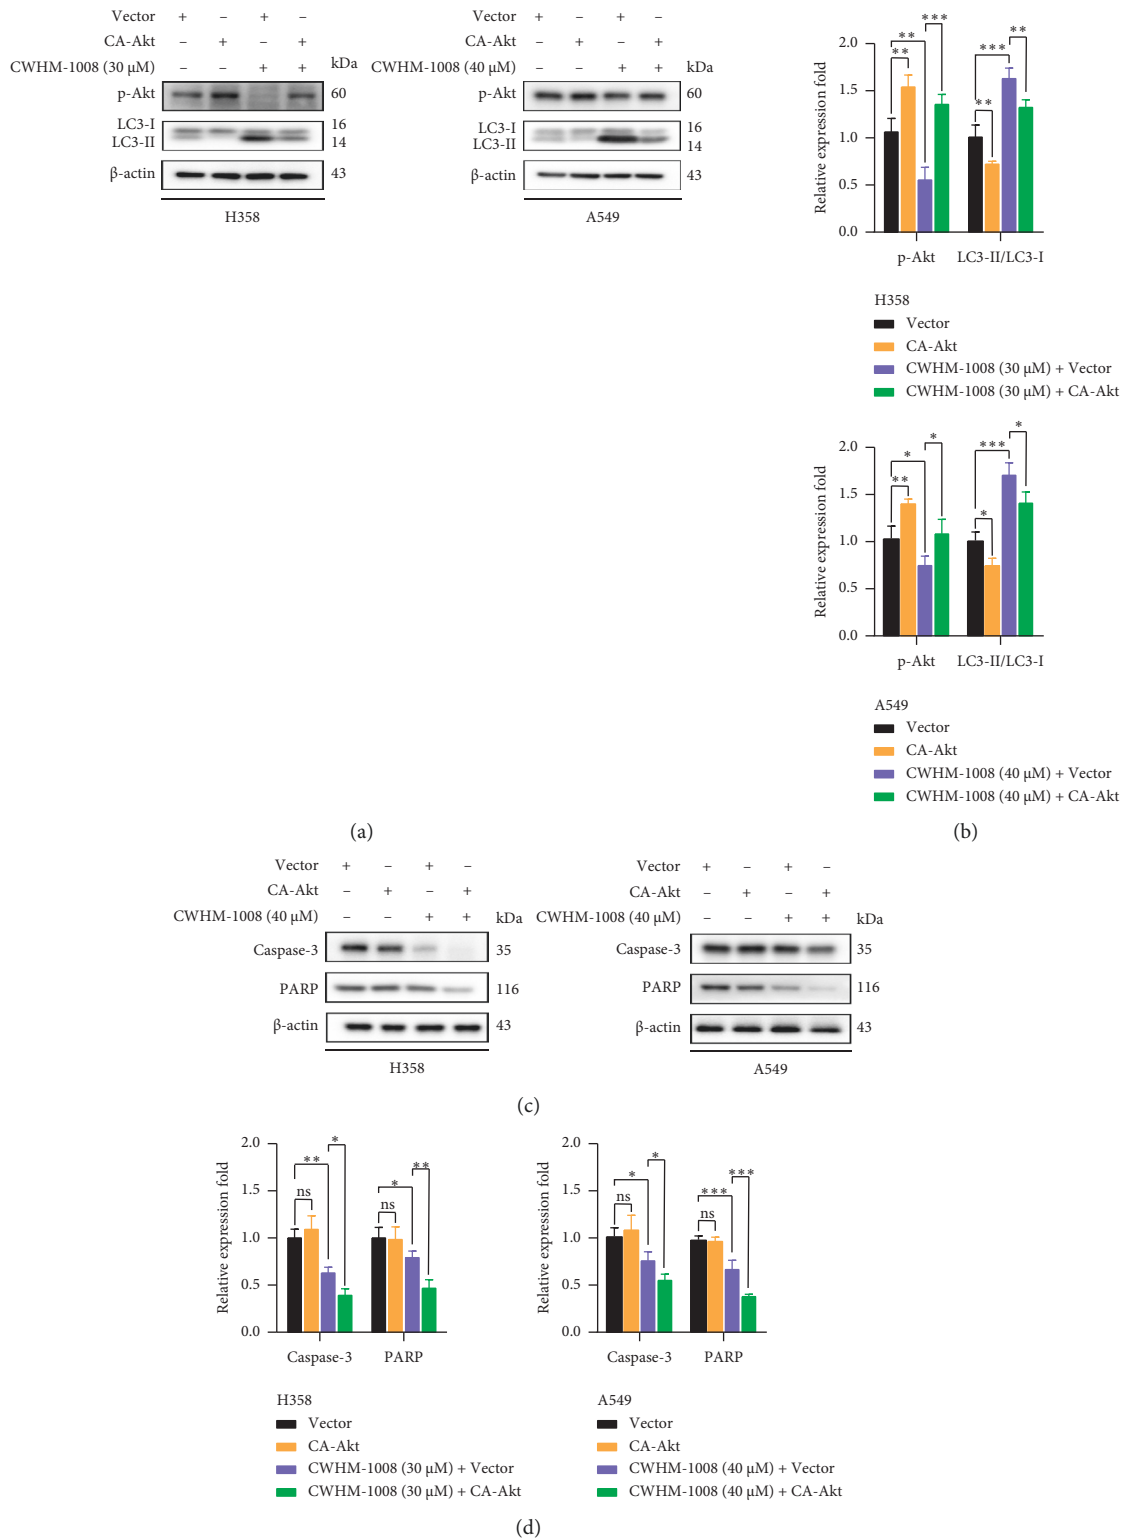 Vector + – + –
CA-Akt – + – +
CWHM-1008 (30 µM) – – + + kDa
p-Akt 60
LC3-I 16
LC3-II 14
β-actin 43
H358
Vector + – + –
CA-Akt – + – +
CWHM-1008 (40 µM) – – + + kDa
p-Akt 60
LC3-I 16
LC3-II 14
β-actin 43
A549
(a)
Relative expression fold
2.0
1.5
1.0
0.5
0.0
** ** *** *** ** **
p-Akt LC3-II/LC3-I
H358
Vector
CA-Akt
CWHM-1008 (30 µM) + Vector
CWHM-1008 (30 µM) + CA-Akt
Relative expression fold
2.0
1.5
1.0
0.5
0.0
** * * * *** *
p-Akt LC3-II/LC3-I
A549
Vector
CA-Akt
CWHM-1008 (40 µM) + Vector
CWHM-1008 (40 µM) + CA-Akt
(b)
Vector + – + –
CA-Akt – + – +
CWHM-1008 (40 µM) – – + + kDa
Caspase-3 35
PARP 116
β-actin 43
H358
Vector + – + –
CA-Akt – + – +
CWHM-1008 (40 µM) – – + + kDa
Caspase-3 35
PARP 116
β-actin 43
A549
(c)
Relative expression fold
2.0
1.5
1.0
0.5
0.0
ns ** * ns * **
Caspase-3 PARP
H358
Vector
CA-Akt
CWHM-1008 (30 µM) + Vector
CWHM-1008 (30 µM) + CA-Akt
Relative expression fold
2.0
1.5
1.0
0.5
0.0
ns * * ns *** ***
Caspase-3 PARP
A549
Vector
CA-Akt
CWHM-1008 (40 µM) + Vector
CWHM-1008 (40 µM) + CA-Akt
(d)